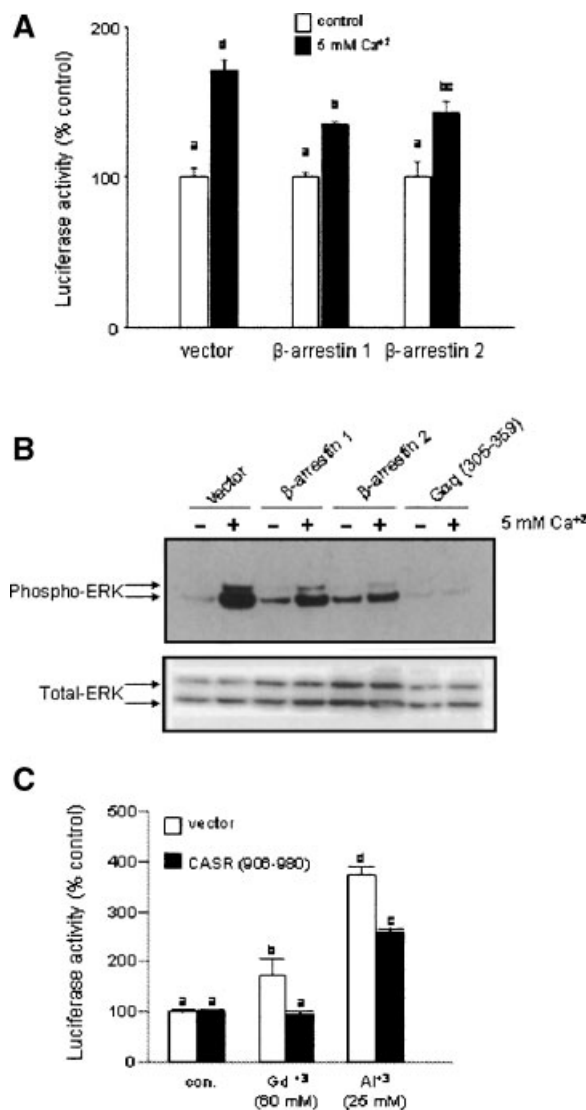 A
Luciferase activity (% control)
200
100
0
control
5 mM Ca+2
a
d
a
b
a
bc
vector
β-arrestin 1
β-arrestin 2
B
vector
β-arrestin 1
β-arrestin 2
Gαq (305-359)
- + - + - + - +
5 mM Ca+2
Phospho-ERK
Total-ERK
C
Luciferase activity (% control)
500
400
300
200
100
0
vector
CASR (906-980)
a
a
b
a
d
c
con.
Gd+3
(60 mM)
Al+3
(25 mM)